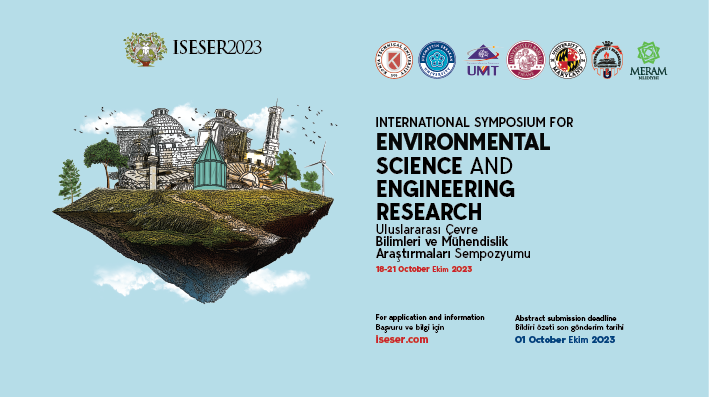 ISESER2023
UMT
MERAM
BELEDİYESİ
INTERNATIONAL SYMPOSIUM FOR
ENVIRONMENTAL
SCIENCE AND
ENGINEERING
RESEARCH
Uluslararası Çevre
Bilimleri ve Mühendislik
Araştırmaları Sempozyumu
18-21 October Ekim 2023
For application and information
Başvuru ve bilgi için
iseser.com
Abstract submission deadline
Bildiri özeti son gönderim tarihi
01 October Ekim 2023